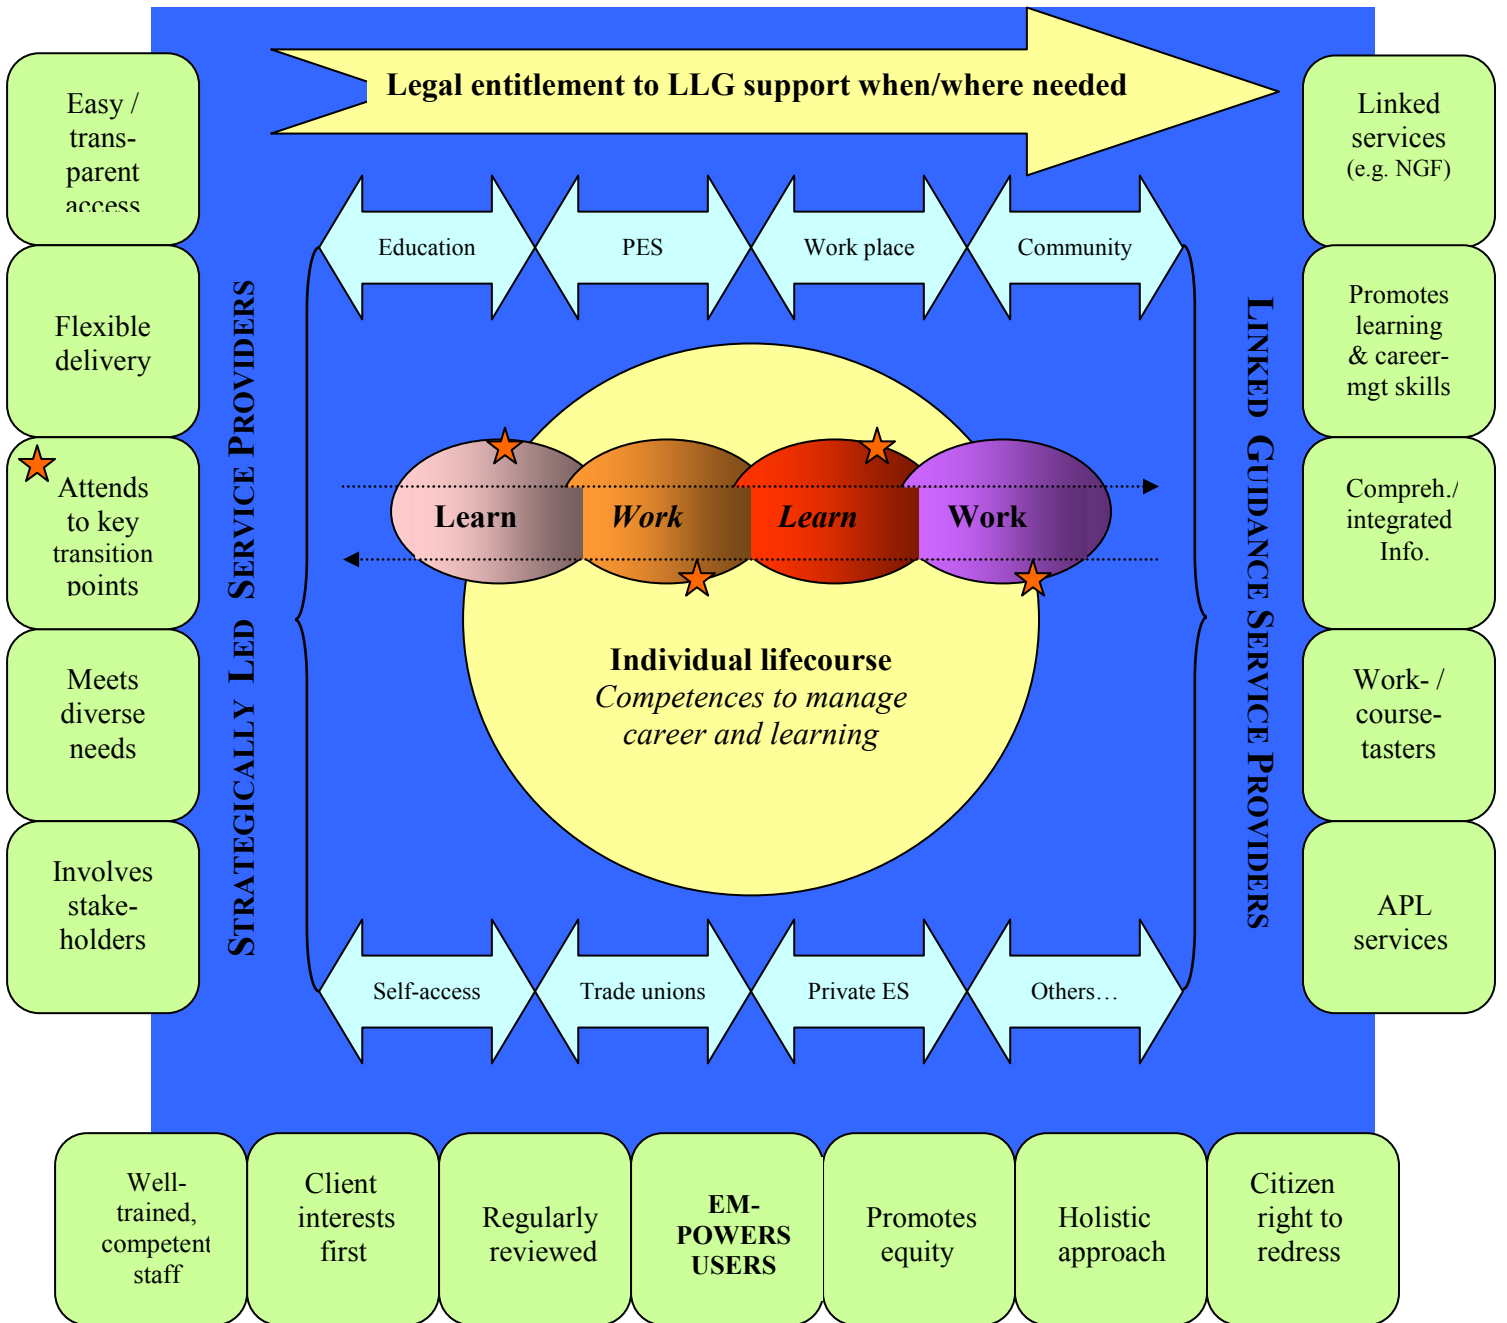 Legal entitlement to LLG support when/where needed
Easy /
trans-
parent
access
Flexible
delivery
Attends
to key
transition
points
Meets
diverse
needs
Involves
stake-
holders
STRATEGICALLY LED SERVICE PROVIDERS
Education
PES
Work place
Community
Learn
Work
Learn
Work
Individual lifecourse
Competences to manage
career and learning
Self-access
Trade unions
Private ES
Others…
LINKED GUIDANCE SERVICE PROVIDERS
Linked
services
(e.g. NGF)
Promotes
learning
& career-
mgt skills
Compreh./
integrated
Info.
Work- /
course-
tasters
APL
services
Well-
trained,
competent
staff
Client
interests
first
Regularly
reviewed
EM-
POWERS
USERS
Promotes
equity
Holistic
approach
Citizen
right to
redress